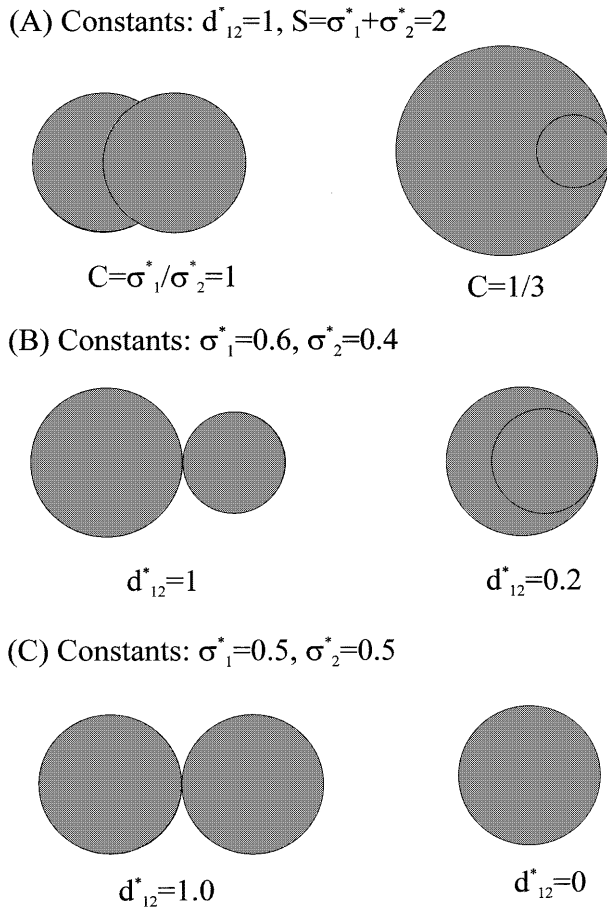 (A) Constants: d*12=1, S=σ*1+σ*2=2
C=σ*1/σ*2=1
C=1/3
(B) Constants: σ*1=0.6, σ*2=0.4
d*12=1
d*12=0.2
(C) Constants: σ*1=0.5, σ*2=0.5
d*12=1.0
d*12=0